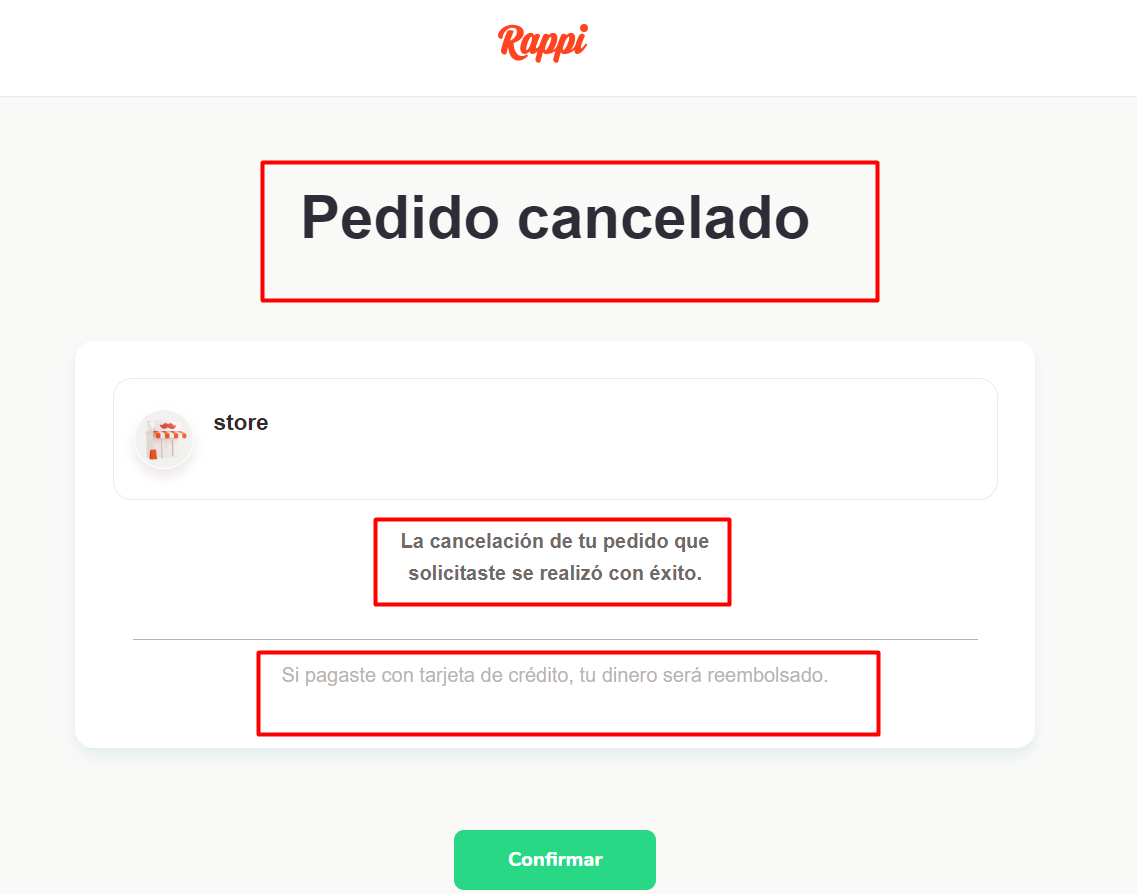 Rappi
Pedido cancelado
store
La cancelación de tu pedido que
solicitaste se realizó con éxito.
Si pagaste con tarjeta de crédito, tu dinero será reembolsado.
Confirmar